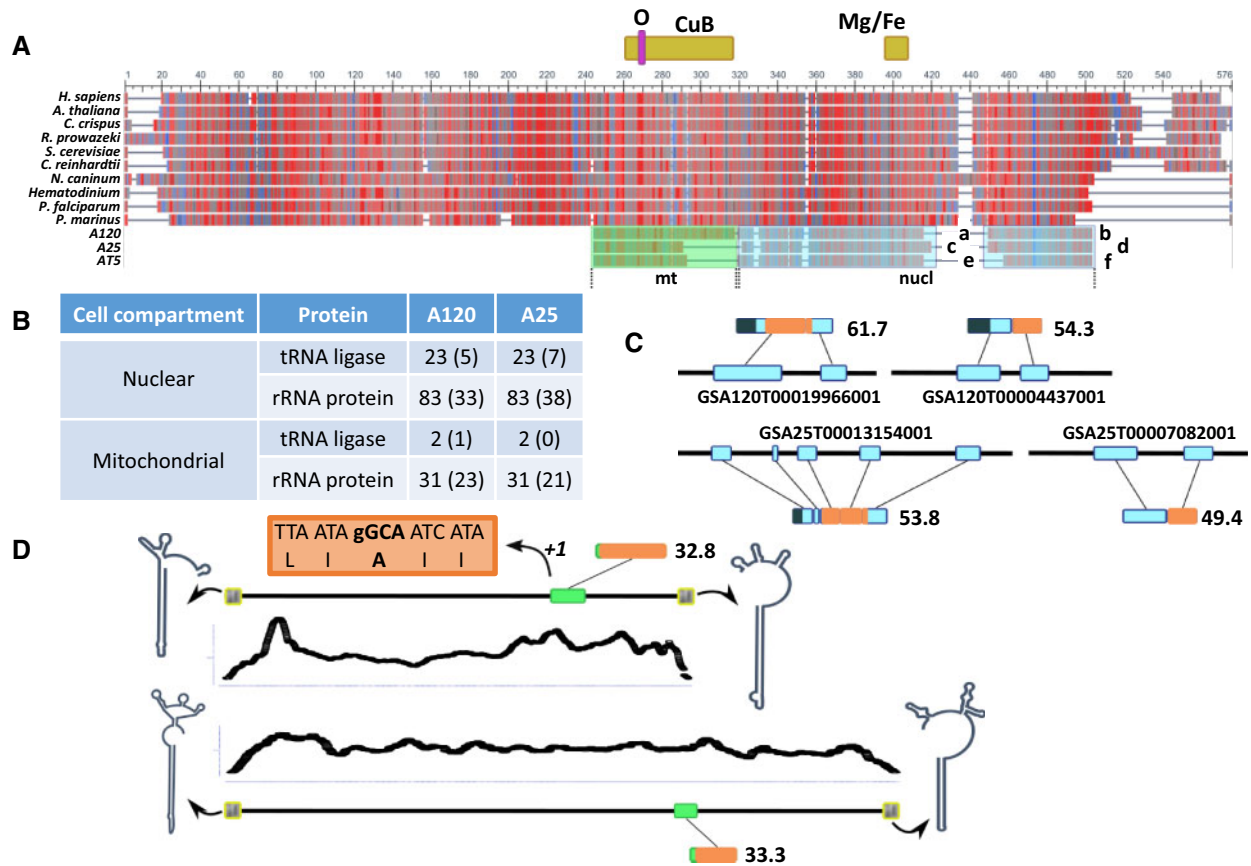 A
O
CuB
Mg/Fe
1 20 40 60 80 100 120 140 160 180 200 220 240 260 280 300 320 340 360 380 400 420 440 460 480 500 520 540 576
H. sapiens
A. thaliana
C. crispus
R. prowazeki
S. cerevisiae
C. reinhardtii
N. caninum
Hematodinium
P. falciparum
P. marinus
A120 a b
A25 c d
AT5 e f
mt nucl
B
Cell compartment Protein A120 A25
Nuclear
tRNA ligase 23 (5) 23 (7)
rRNA protein 83 (33) 83 (38)
Mitochondrial
tRNA ligase 2 (1) 2 (0)
rRNA protein 31 (23) 31 (21)
C
61.7
54.3
GSA120T00019966001
GSA120T00004437001
GSA25T00013154001
GSA25T00007082001
53.8
49.4
D
TTA ATA gGCA ATC ATA
L I A I I
+1
32.8
33.3